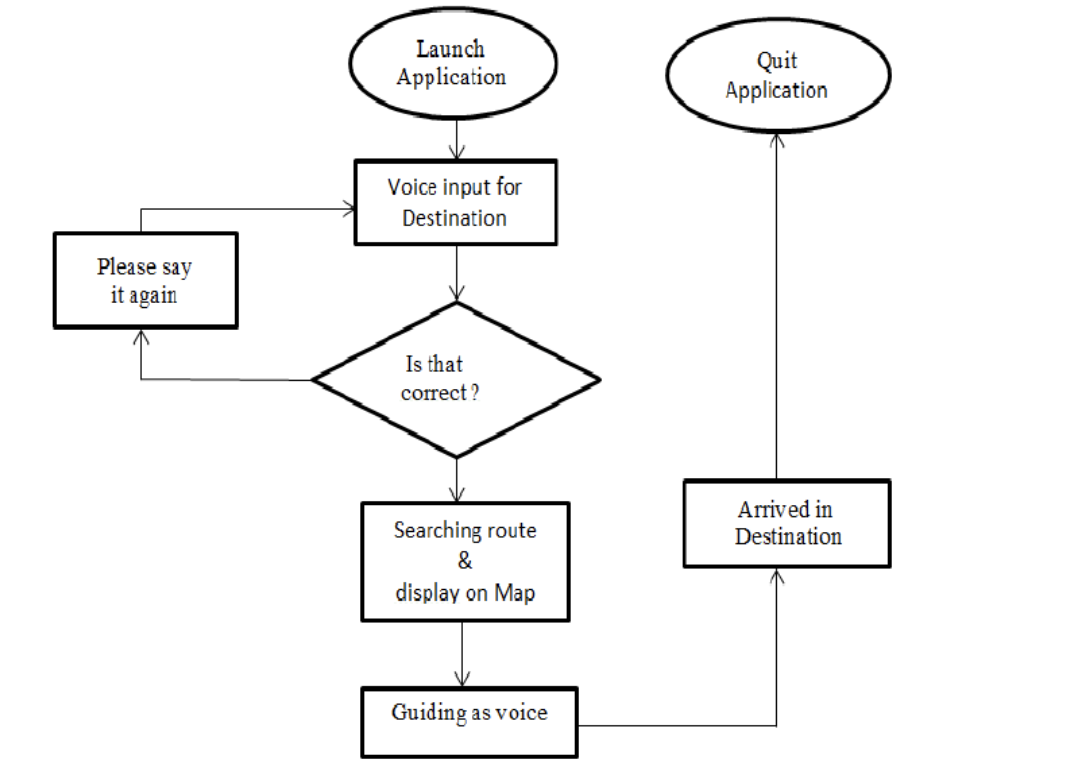 Launch
Application
Quit
Application
Voice input for
Destination
Please say
it again
Is that
correct?
Searching route
&
display on Map
Arrived in
Destination
Guiding as voice